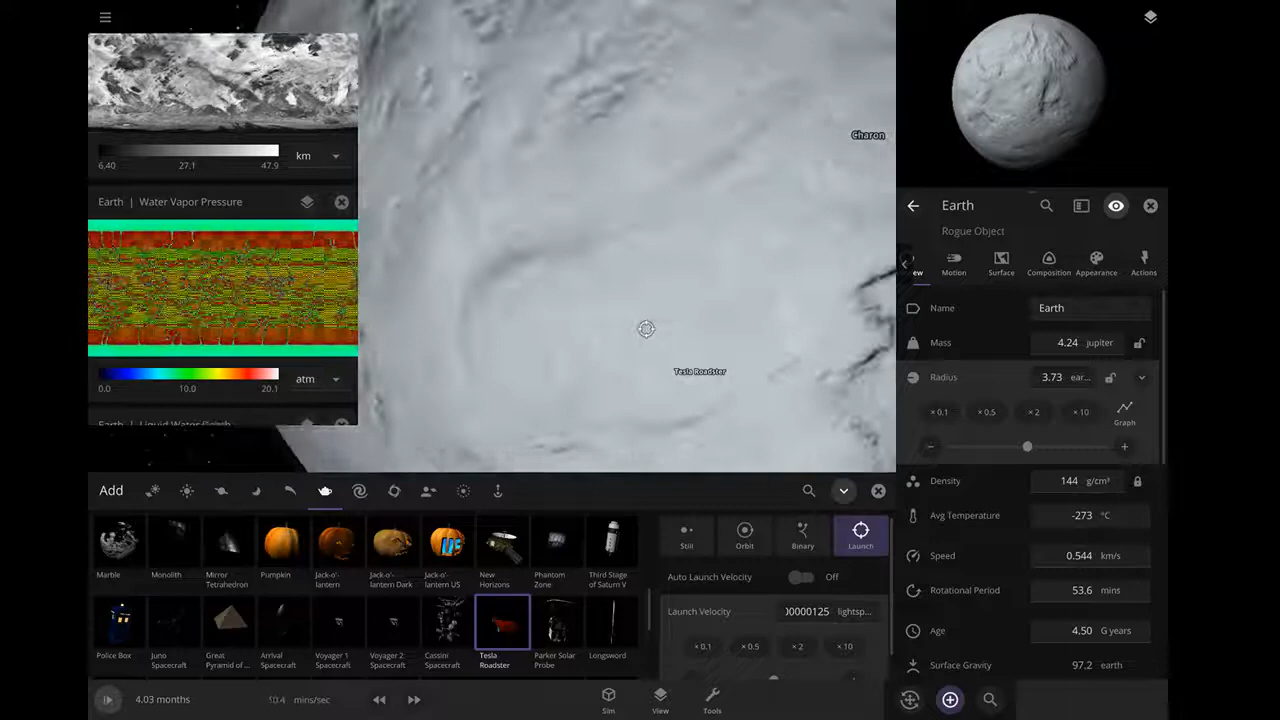 Charon
km
6.40 27.1 47.9
Earth | Water Vapor Pressure
atm
0.0 10.0 20.1
Tesla Roadster
Earth
Rogue Object
Motion Surface Composition Appearance Actions
Name Earth
Mass 4.24 jupiter
Radius 3.73 ear...
× 0.1 × 0.5 × 2 × 10 Graph
Density 144 g/cm³
Avg Temperature -273 °C
Speed 0.544 km/s
Rotational Period 53.6 mins
Age 4.50 G years
Surface Gravity 97.2 earth
Add
Marble Monolith Mirror Tetrahedron Pumpkin Jack-o'-lantern Jack-o'-lantern Dark Jack-o'-lantern US New Horizons Phantom Zone Third Stage of Saturn V
Police Box Juno Spacecraft Great Pyramid of ... Arrival Spacecraft Voyager 1 Spacecraft Voyager 2 Spacecraft Cassini Spacecraft Tesla Roadster Parker Solar Probe Longsword
Still Orbit Binary Launch
Auto Launch Velocity Off
Launch Velocity 00000125 lightsp...
× 0.1 × 0.5 × 2 × 10
4.03 months 10.4 mins/sec
Sim View Tools